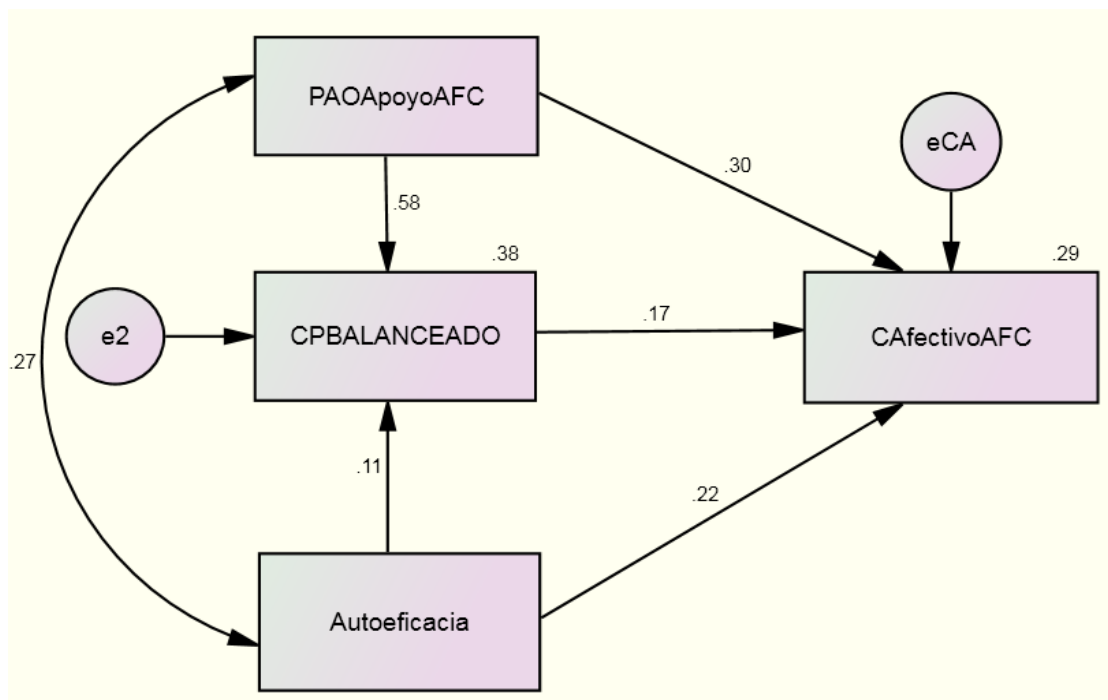 PAOApoyoAFC
eCA
.30
.58
.38
.29
e2
CPBALANCEADO
.17
CAfectivoAFC
.27
.11
.22
Autoeficacia